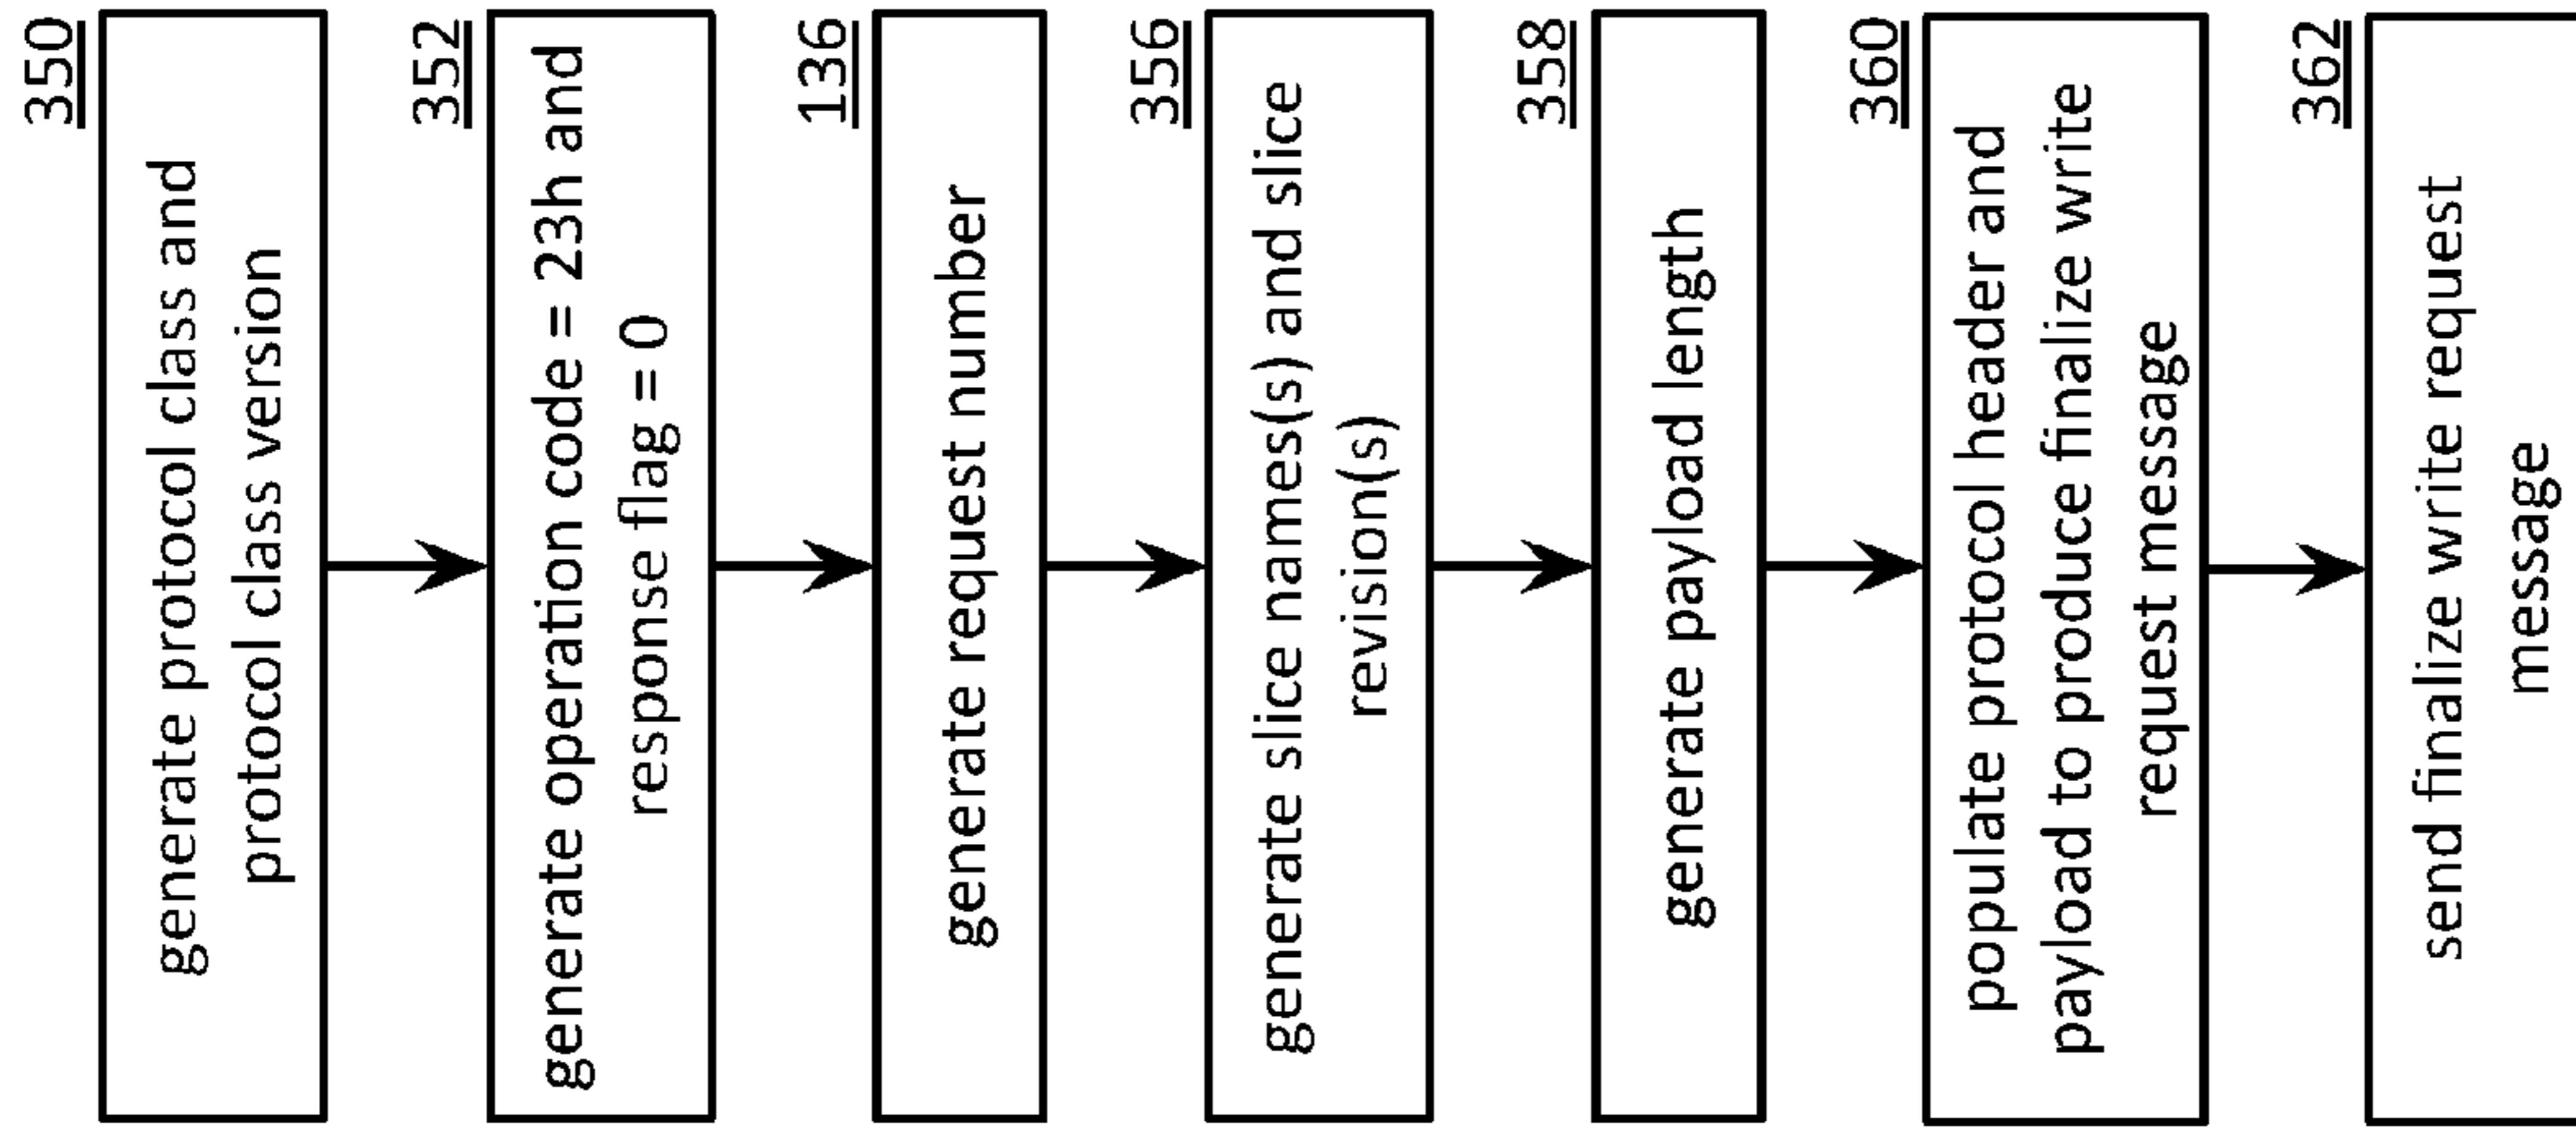 350
generate protocol class and
protocol class version
352
generate operation code = 23h and
response flag = 0
136
generate request number
356
generate slice names(s) and slice
revision(s)
358
generate payload length
360
populate protocol header and
payload to produce finalize write
request message
362
send finalize write request
message